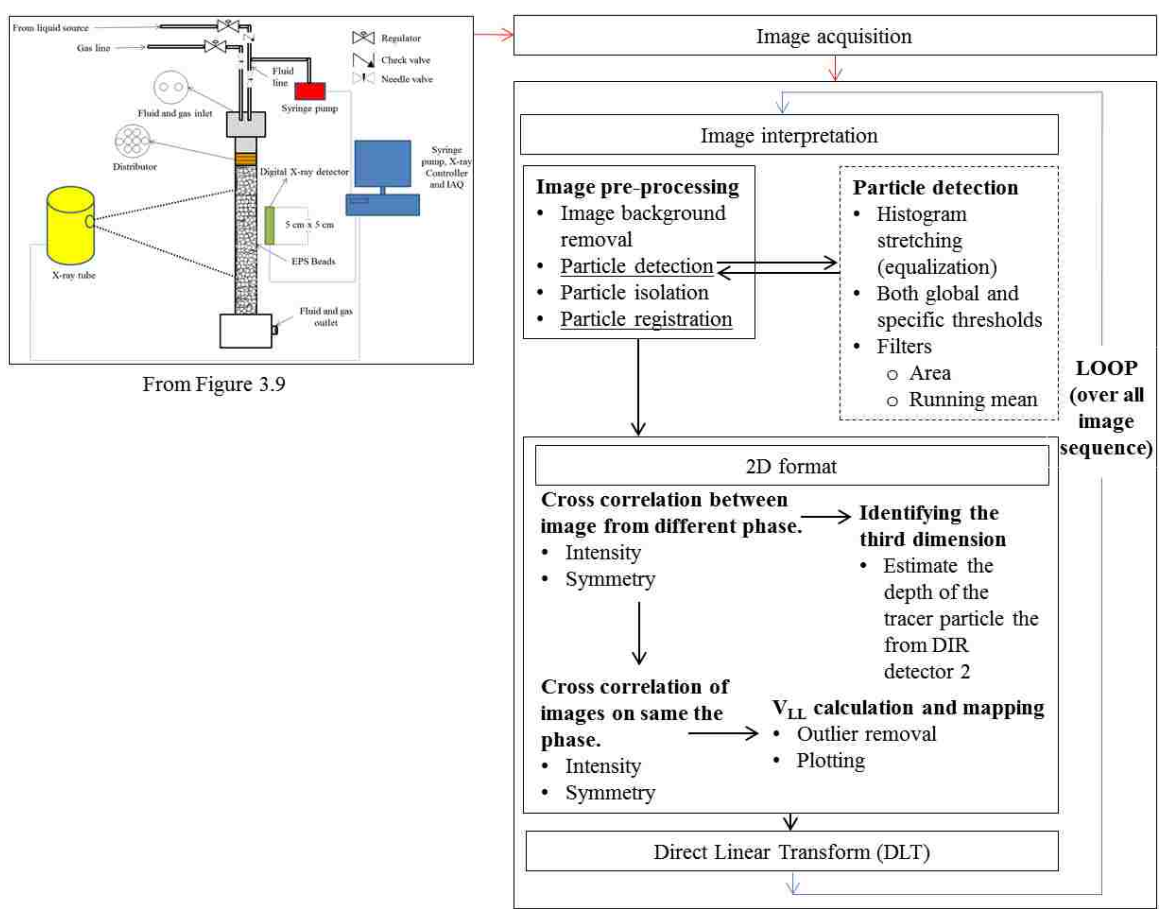 From liquid source
Gas line
Regulator
Check valve
Needle valve
Fluid
line
Syringe pump
Fluid and gas inlet
Distributor
Digital X-ray detector
Syringe
pump, X-ray
Controller
and IAQ
5 cm x 5 cm
EPS Beads
X-ray tube
Fluid and gas
outlet
From Figure 3.9
Image acquisition
Image interpretation
Image pre-processing
• Image background
removal
• Particle detection
• Particle isolation
• Particle registration
Particle detection
• Histogram
stretching
(equalization)
• Both global and
specific thresholds
• Filters
o Area
o Running mean
LOOP
(over all
image
sequence)
2D format
Cross correlation between
image from different phase.
• Intensity
• Symmetry
Identifying the
third dimension
• Estimate the
depth of the
tracer particle the
from DIR
detector 2
Cross correlation of
images on same the
phase.
• Intensity
• Symmetry
VLL calculation and mapping
• Outlier removal
• Plotting
Direct Linear Transform (DLT)